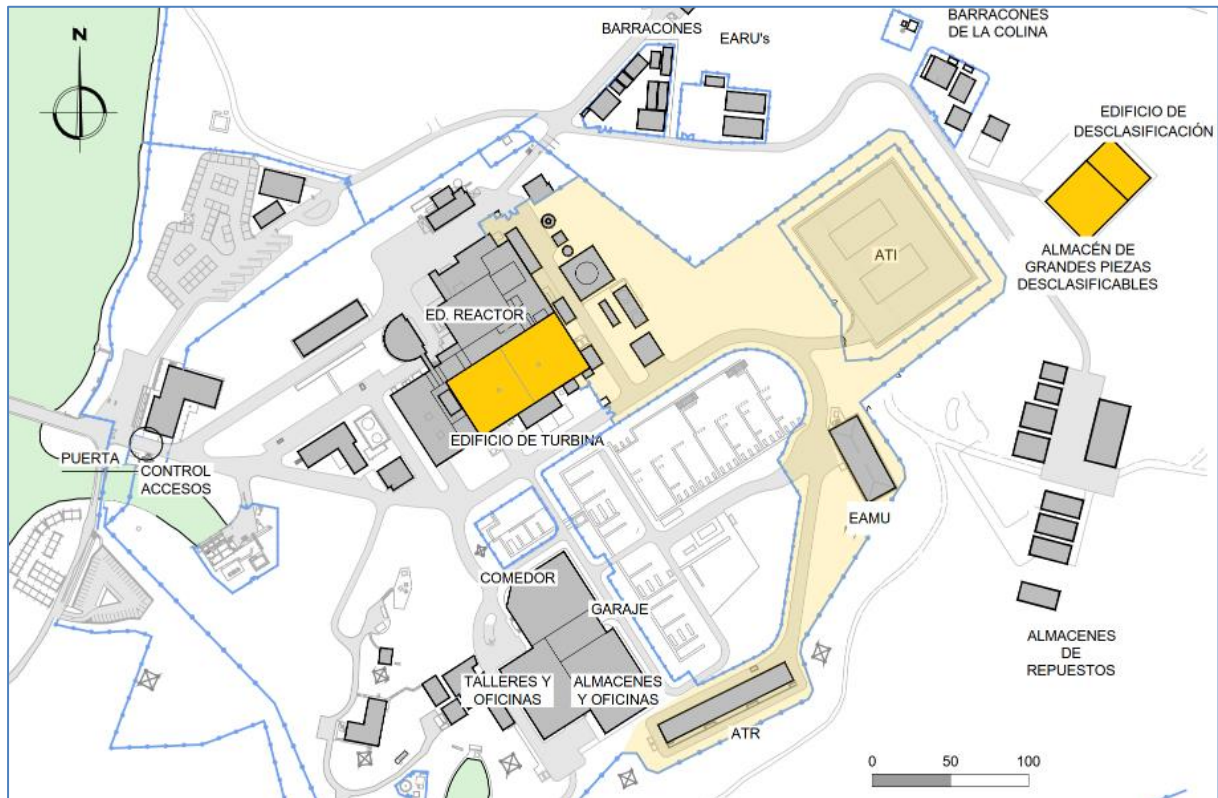 BARRACONES
EARU's
BARRACONES
DE LA COLINA
N
EDIFICIO DE
DESCLASIFICACIÓN
ATI
ALMACÉN DE
GRANDES PIEZAS
DESCLASIFICABLES
ED. REACTOR
EDIFICIO DE TURBINA
PUERTA
CONTROL
ACCESOS
EAMU
COMEDOR
GARAJE
TALLERES Y
OFICINAS
ALMACENES
Y OFICINAS
ALMACENES
DE
REPUESTOS
ATR
0 50 100